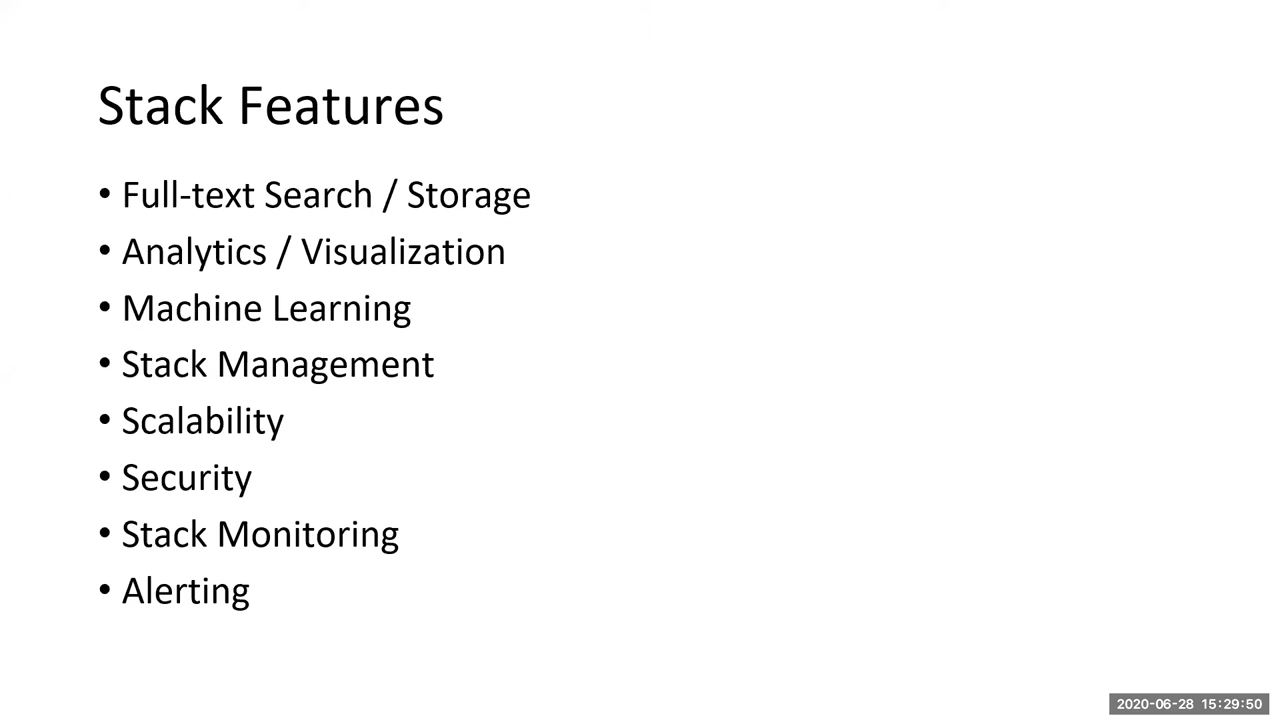 Stack Features
• Full-text Search / Storage
• Analytics / Visualization
• Machine Learning
• Stack Management
• Scalability
• Security
• Stack Monitoring
• Alerting
2020-06-28 15:29:50